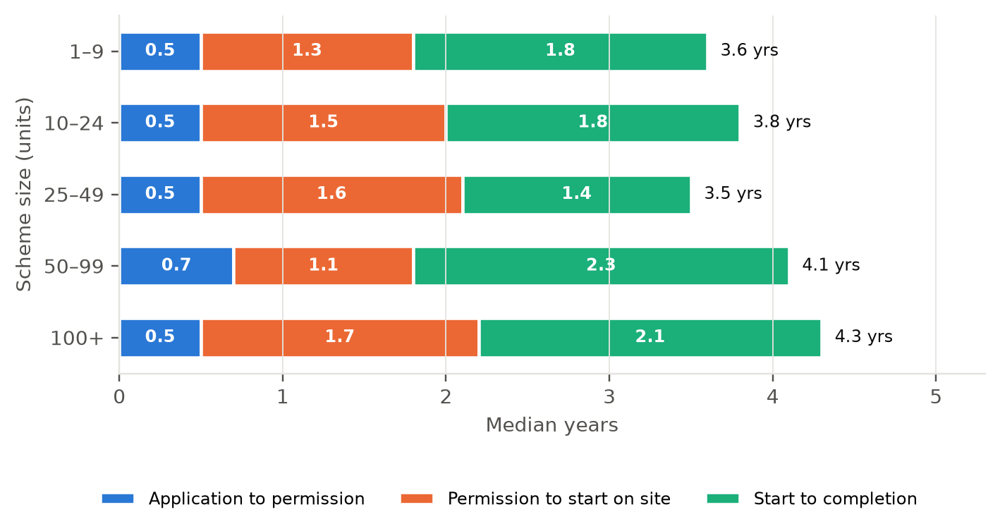 1–9
0.5
1.3
1.8
3.6 yrs
10–24
0.5
1.5
1.8
3.8 yrs
25–49
0.5
1.6
1.4
3.5 yrs
50–99
0.7
1.1
2.3
4.1 yrs
100+
0.5
1.7
2.1
4.3 yrs
Scheme size (units)
0 1 2 3 4 5
Median years
Application to permission
Permission to start on site
Start to completion